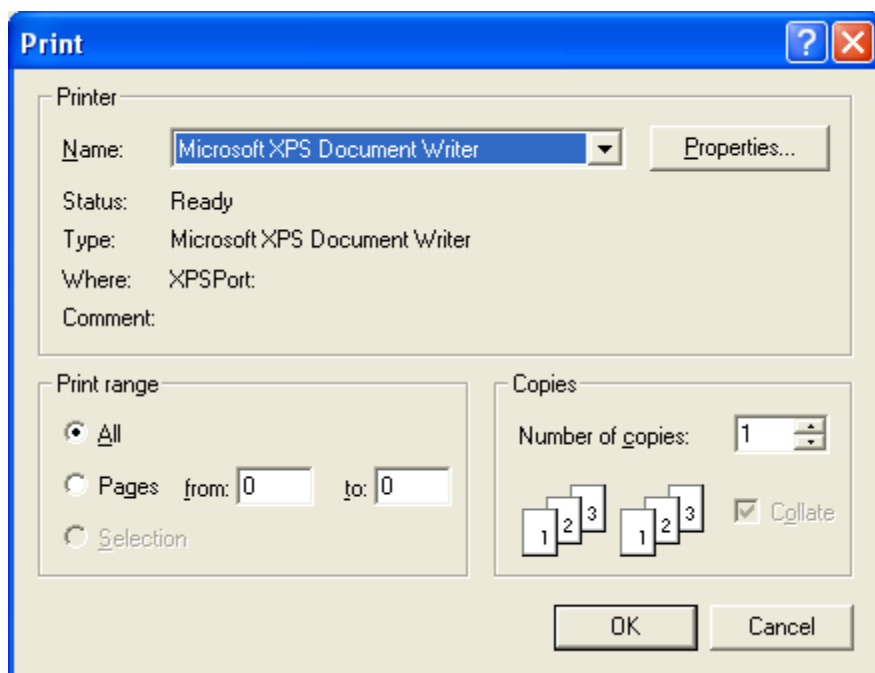 Print
Printer
Name: Microsoft XPS Document Writer Properties...
Status: Ready
Type: Microsoft XPS Document Writer
Where: XPSPort:
Comment:
Print range
All
Pages from: 0 to: 0
Selection
Copies
Number of copies: 1
1 2 3 1 2 3 Collate
OK Cancel